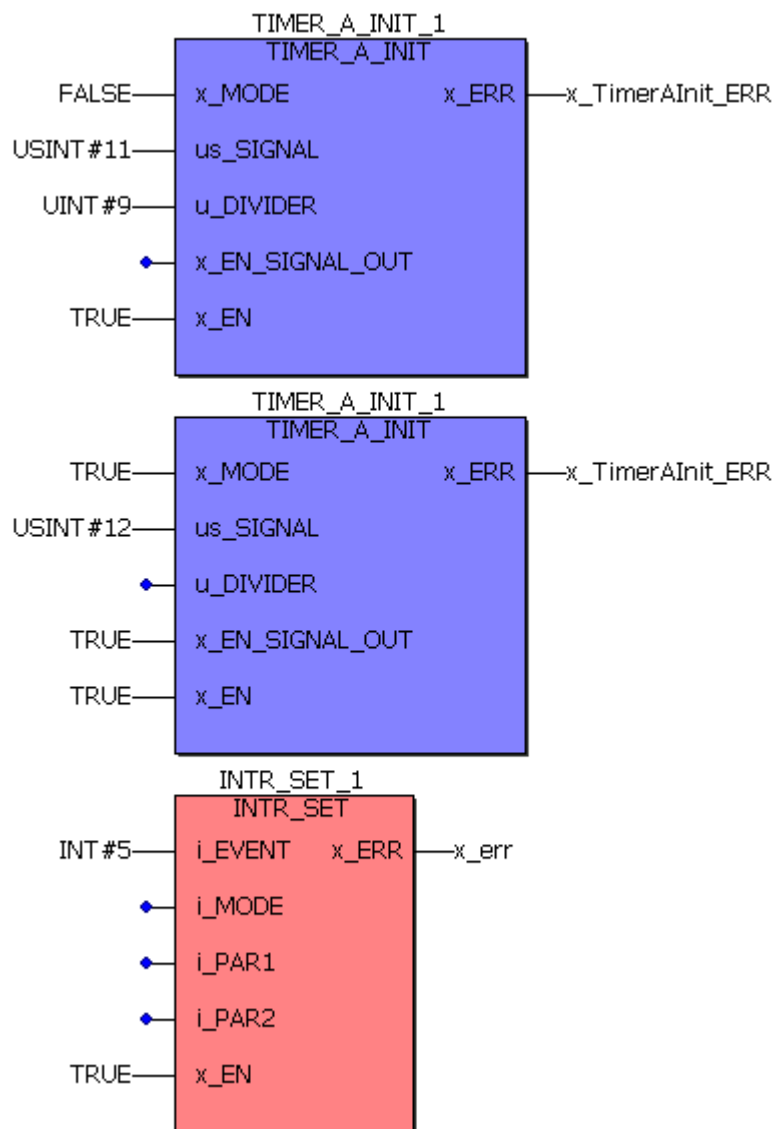 TIMER_A_INIT_1
TIMER_A_INIT
FALSE x_MODE x_ERR x_TimerAInit_ERR
USINT#11 us_SIGNAL
UINT#9 u_DIVIDER
x_EN_SIGNAL_OUT
TRUE x_EN
TIMER_A_INIT_1
TIMER_A_INIT
TRUE x_MODE x_ERR x_TimerAInit_ERR
USINT#12 us_SIGNAL
u_DIVIDER
TRUE x_EN_SIGNAL_OUT
TRUE x_EN
INTR_SET_1
INTR_SET
INT#5 i_EVENT x_ERR x_err
i_MODE
i_PAR1
i_PAR2
TRUE x_EN